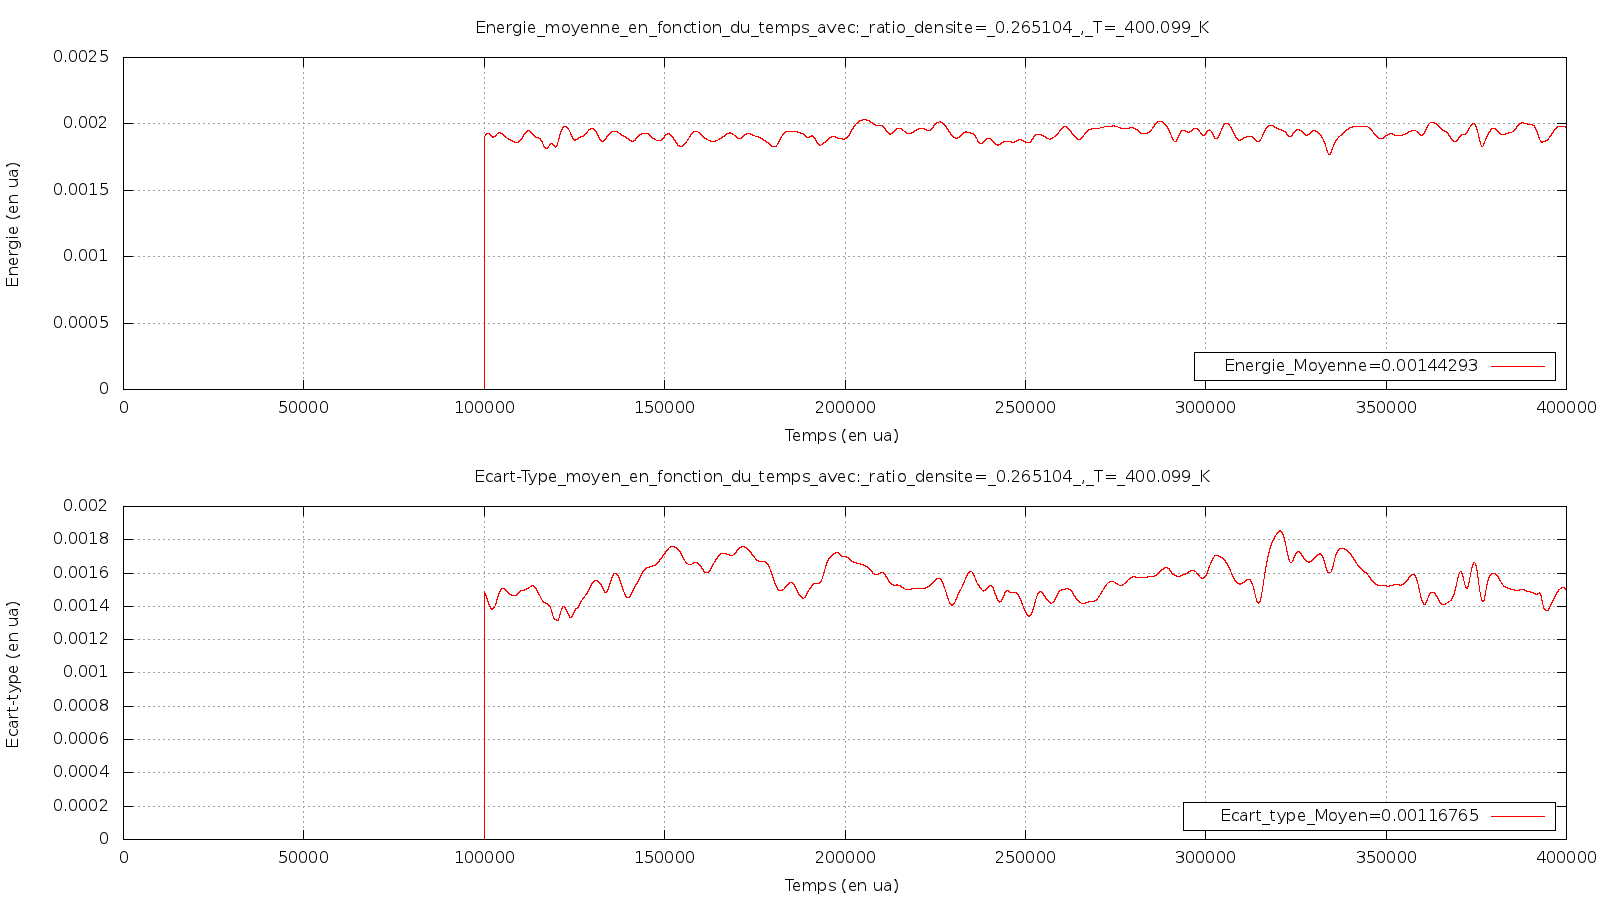 Energie_moyenne_en_fonction_du_temps_avec:_ratio_densite=_0.265104_,_T=_400.099_K
0.0025
0.002
0.0015
0.001
0.0005
0
Energie (en ua)
Energie_Moyenne=0.00144293
0 50000 100000 150000 200000 250000 300000 350000 400000
Temps (en ua)
Ecart-Type_moyen_en_fonction_du_temps_avec:_ratio_densite=_0.265104_,_T=_400.099_K
0.002
0.0018
0.0016
0.0014
0.0012
0.001
0.0008
0.0006
0.0004
0.0002
0
Ecart-type (en ua)
Ecart_type_Moyen=0.00116765
0 50000 100000 150000 200000 250000 300000 350000 400000
Temps (en ua)